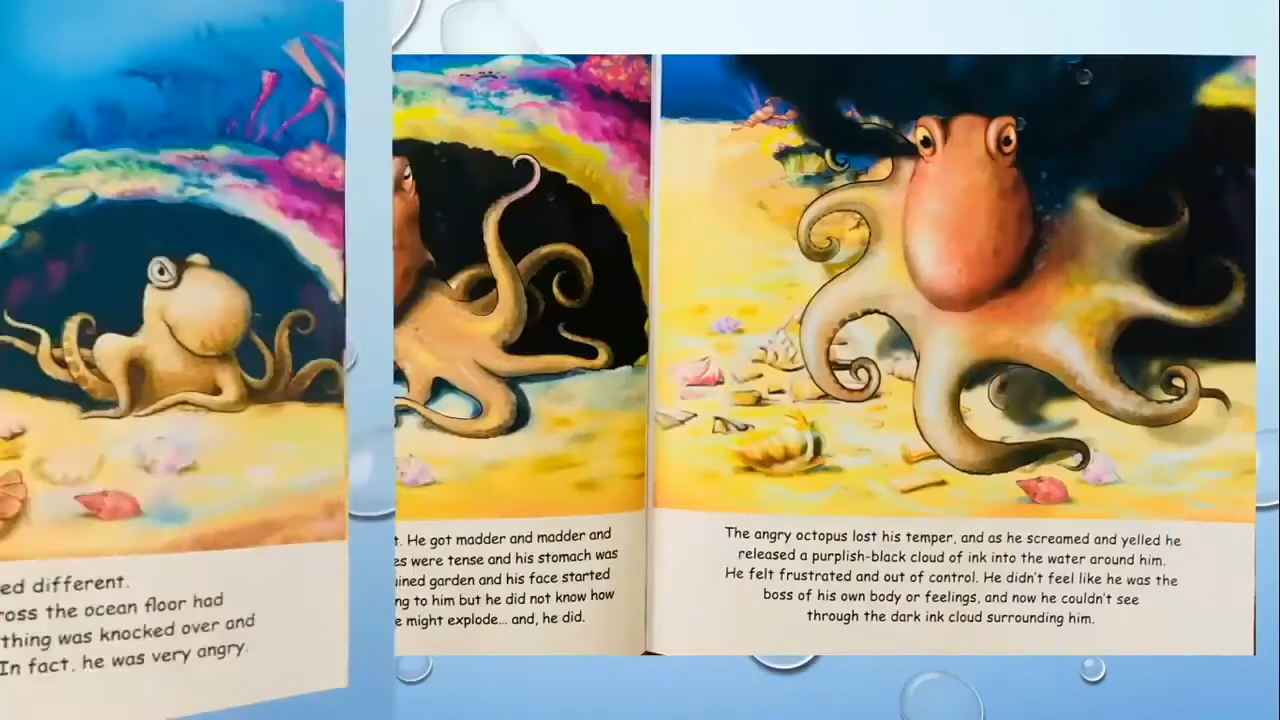 ed different.
ross the ocean floor had
thing was knocked over and
In fact, he was very angry.
t. He got madder and madder and
es were tense and his stomach was
uined garden and his face started
ng to him but he did not know how
e might explode... and, he did.
The angry octopus lost his temper, and as he screamed and yelled he
released a purplish-black cloud of ink into the water around him.
He felt frustrated and out of control. He didn't feel like he was the
boss of his own body or feelings, and now he couldn't see
through the dark ink cloud surrounding him.